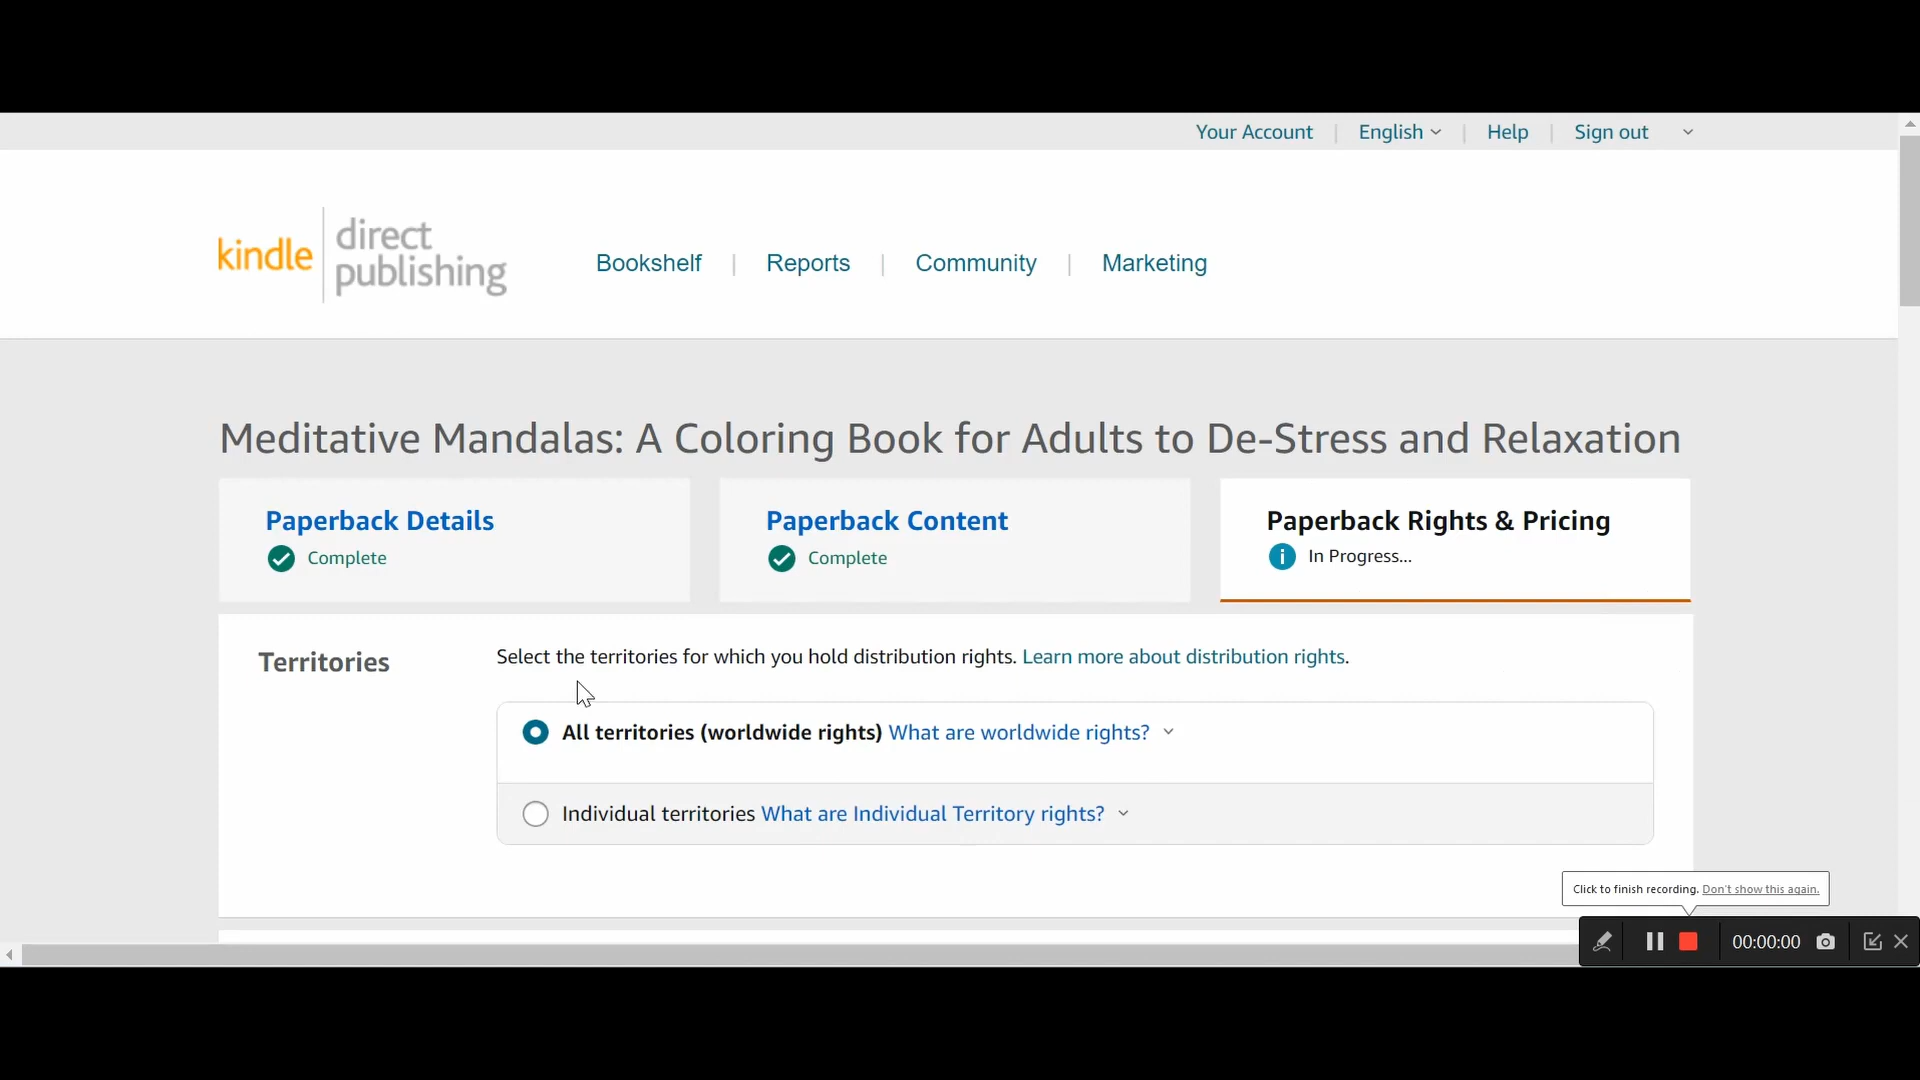 Your Account | English | Help | Sign out
kindle direct publishing
Bookshelf | Reports | Community | Marketing
Meditative Mandalas: A Coloring Book for Adults to De-Stress and Relaxation
Paperback Details
Complete
Paperback Content
Complete
Paperback Rights & Pricing
i In Progress...
Territories
Select the territories for which you hold distribution rights. Learn more about distribution rights.
All territories (worldwide rights) What are worldwide rights?
Individual territories What are Individual Territory rights?
Click to finish recording. Don't show this again.
00:00:00